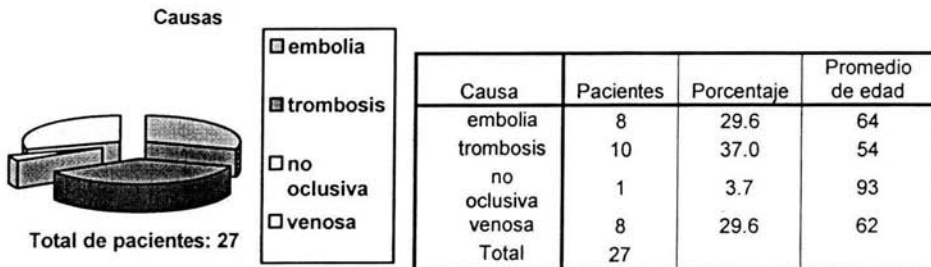 Causas
embolia
trombosis
no
oclusiva
venosa
Total de pacientes: 27
Causa Pacientes Porcentaje Promedio de edad
embolia 8 29.6 64
trombosis 10 37.0 54
no oclusiva 1 3.7 93
venosa 8 29.6 62
Total 27